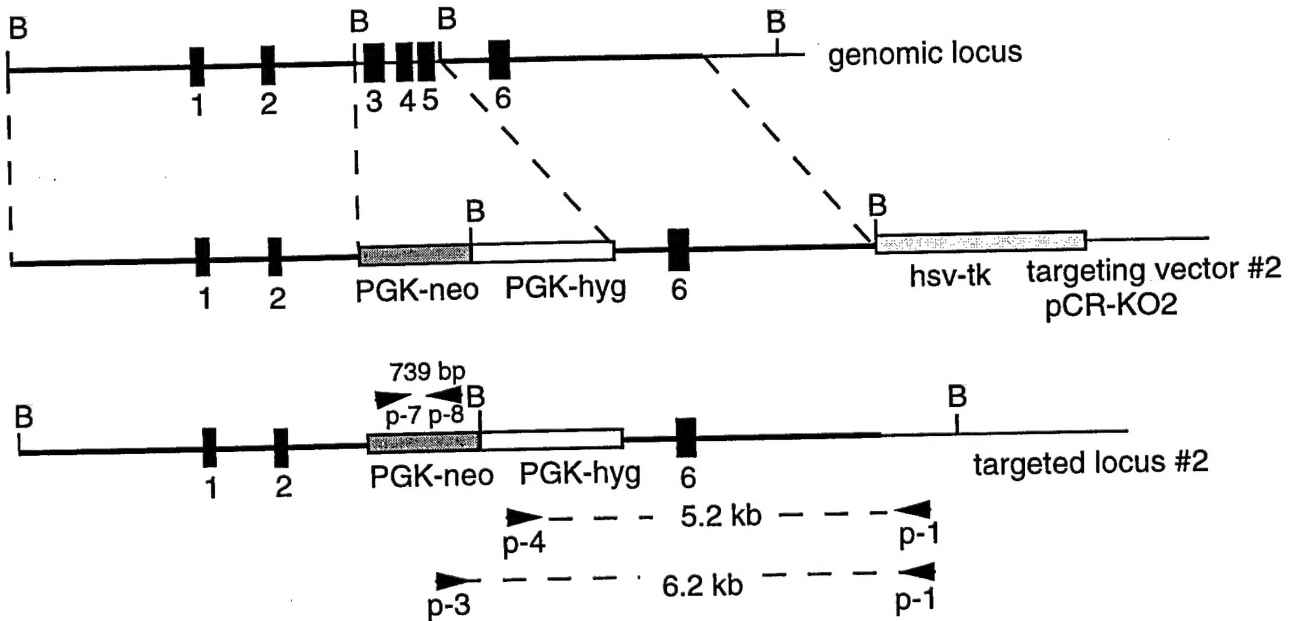 B B B B
genomic locus
1 2 3 4 5 6
B B
1 2 PGK-neo PGK-hyg 6 hsv-tk targeting vector #2
pCR-KO2
739 bp
B p-7 p-8 B B
1 2 PGK-neo PGK-hyg 6 targeted locus #2
p-4 5.2 kb p-1
p-3 6.2 kb p-1